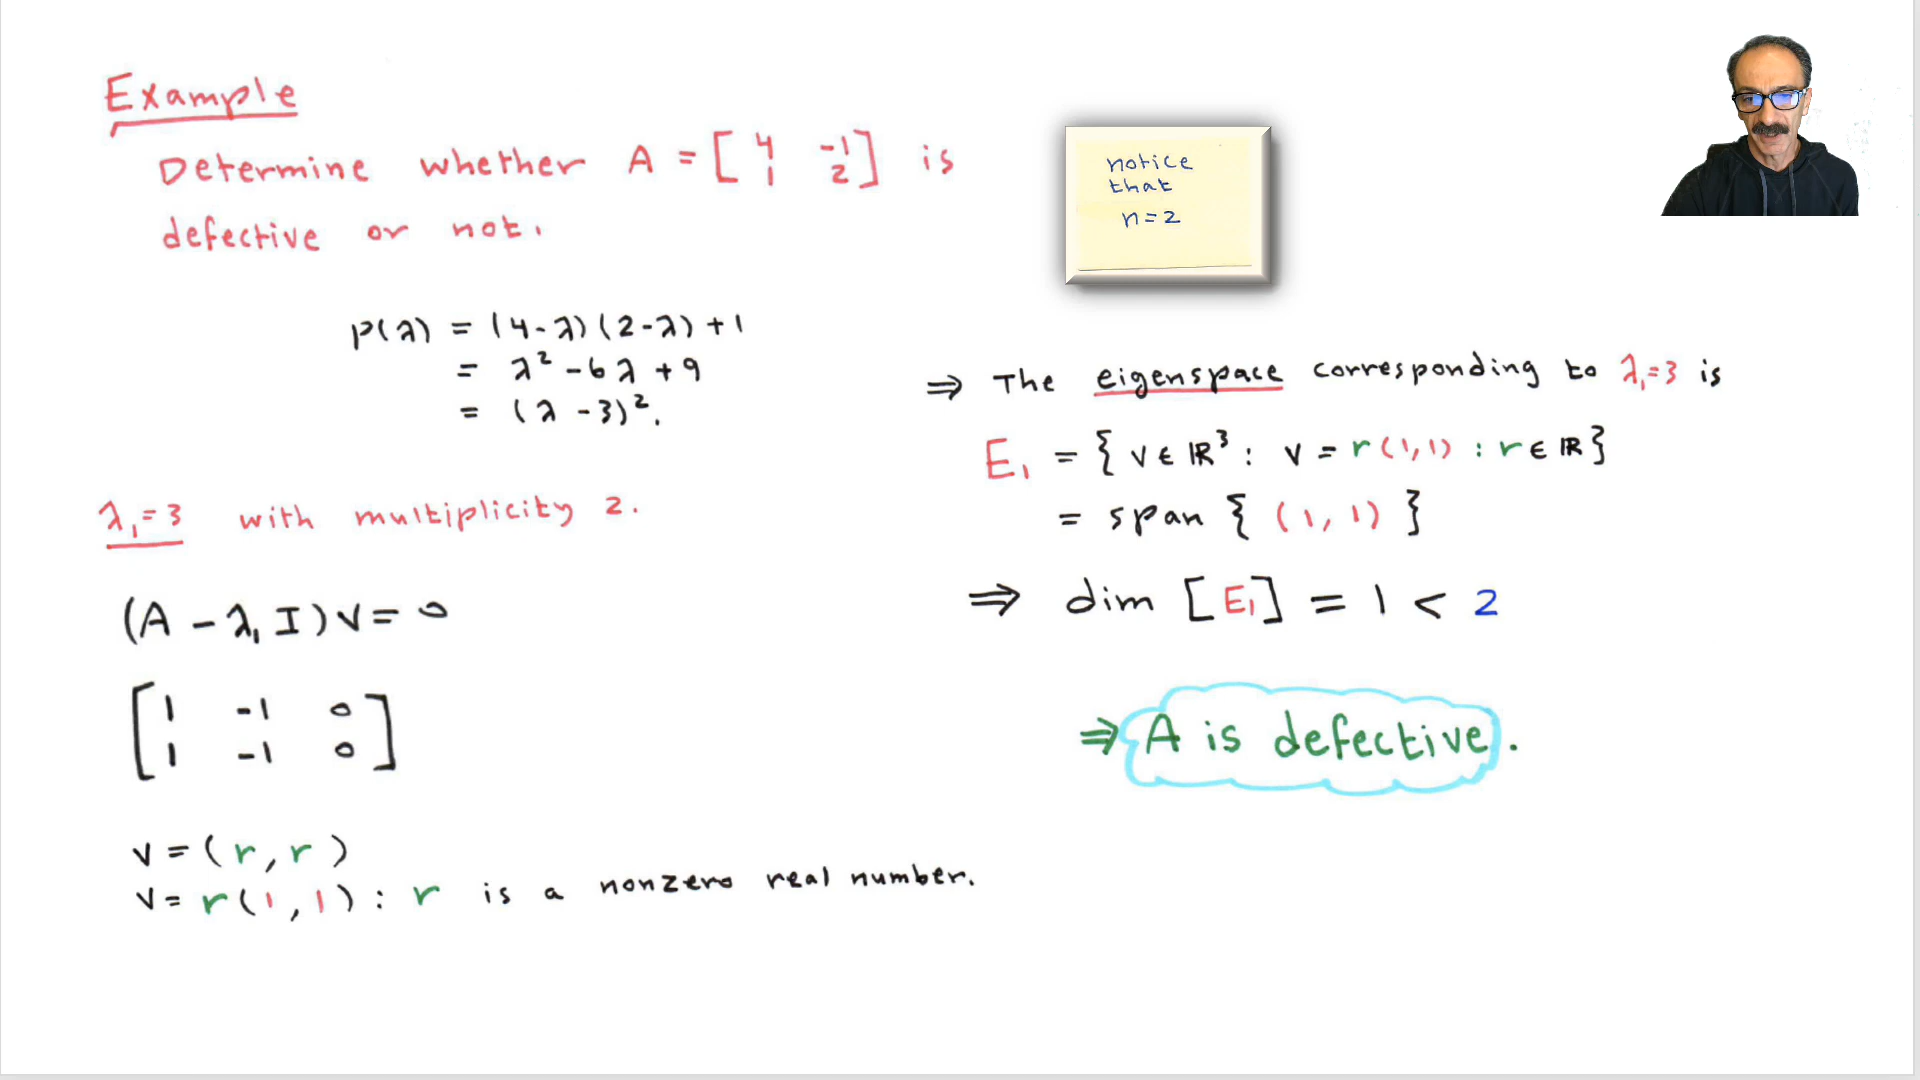 Example
Determine whether A = [ 4 -1 ] is
1 2
defective or not.
notice
that
n = 2
p(λ) = (4-λ)(2-λ)+1
= λ² - 6λ + 9
= (λ - 3)².
λ₁=3 with multiplicity 2.
(A - λ₁ I) v = 0
[ 1 -1 0
1 -1 0 ]
v = (r, r)
v = r(1,1) : r is a nonzero real number.
⇒ The eigenspace corresponding to λ₁=3 is
E₁ = { v ∈ ℝ³ : v = r(1,1) : r ∈ ℝ }
= span { (1, 1) }
⇒ dim [E₁] = 1 < 2
⇒ A is defective.